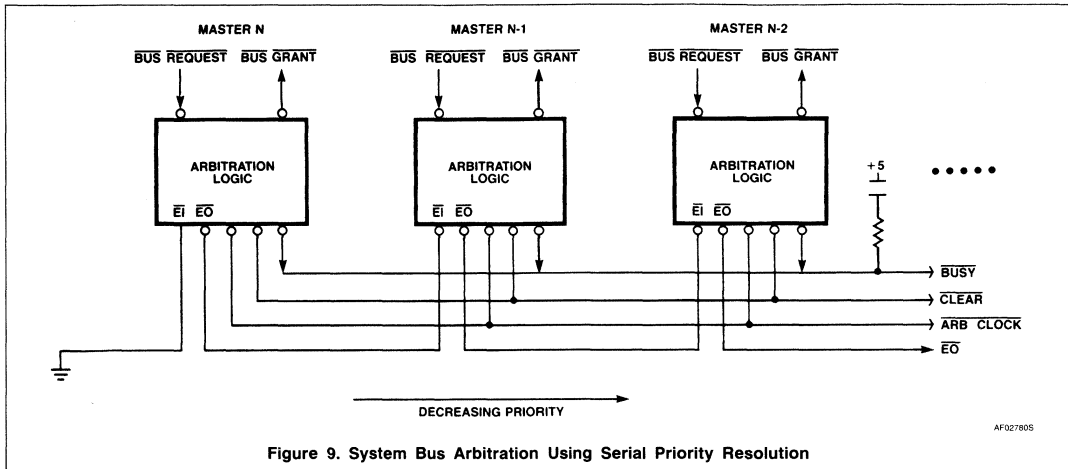 MASTER N MASTER N-1 MASTER N-2
BUS REQUEST BUS GRANT BUS REQUEST BUS GRANT BUS REQUEST BUS GRANT
ARBITRATION LOGIC
EI EO
ARBITRATION LOGIC
EI EO
ARBITRATION LOGIC
EI EO
+5
BUSY
CLEAR
ARB CLOCK
EO
DECREASING PRIORITY
AF02780S
Figure 9. System Bus Arbitration Using Serial Priority Resolution